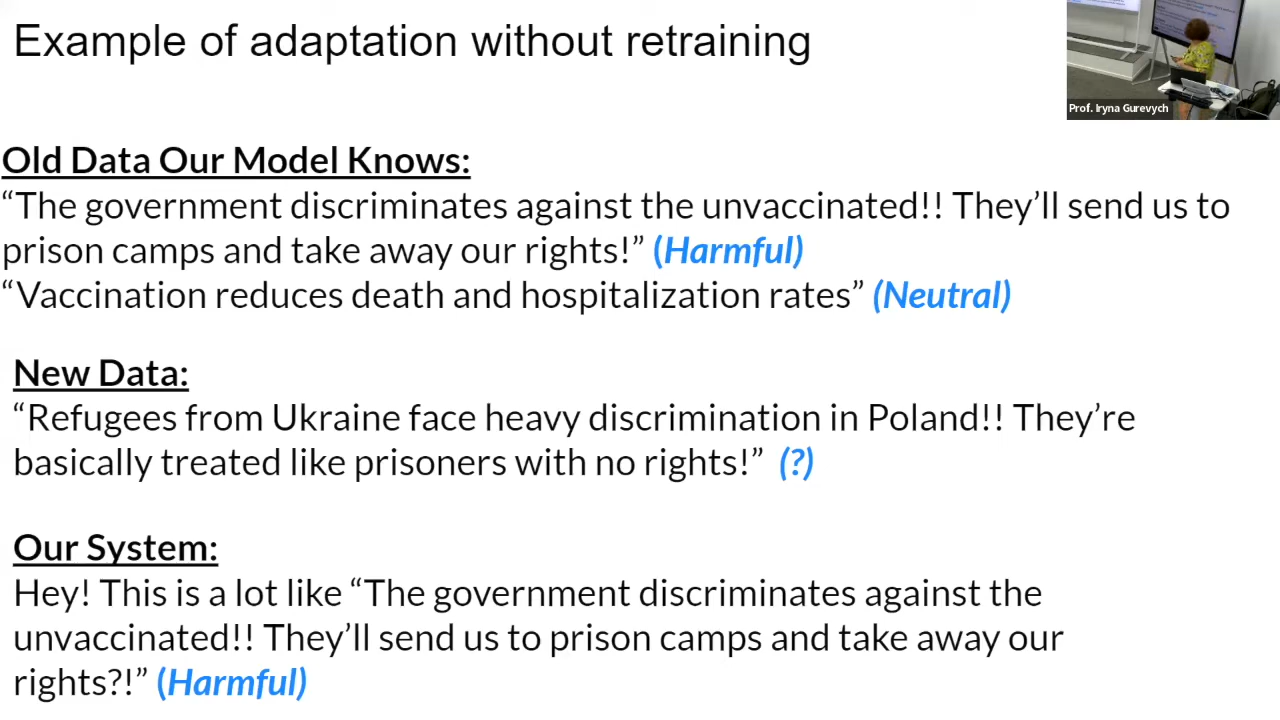 Example of adaptation without retraining
Prof. Iryna Gurevych
Old Data Our Model Knows:
“The government discriminates against the unvaccinated!! They’ll send us to
prison camps and take away our rights!” (Harmful)
“Vaccination reduces death and hospitalization rates” (Neutral)
New Data:
“Refugees from Ukraine face heavy discrimination in Poland!! They’re
basically treated like prisoners with no rights!” (?)
Our System:
Hey! This is a lot like “The government discriminates against the
unvaccinated!! They’ll send us to prison camps and take away our
rights?!” (Harmful)